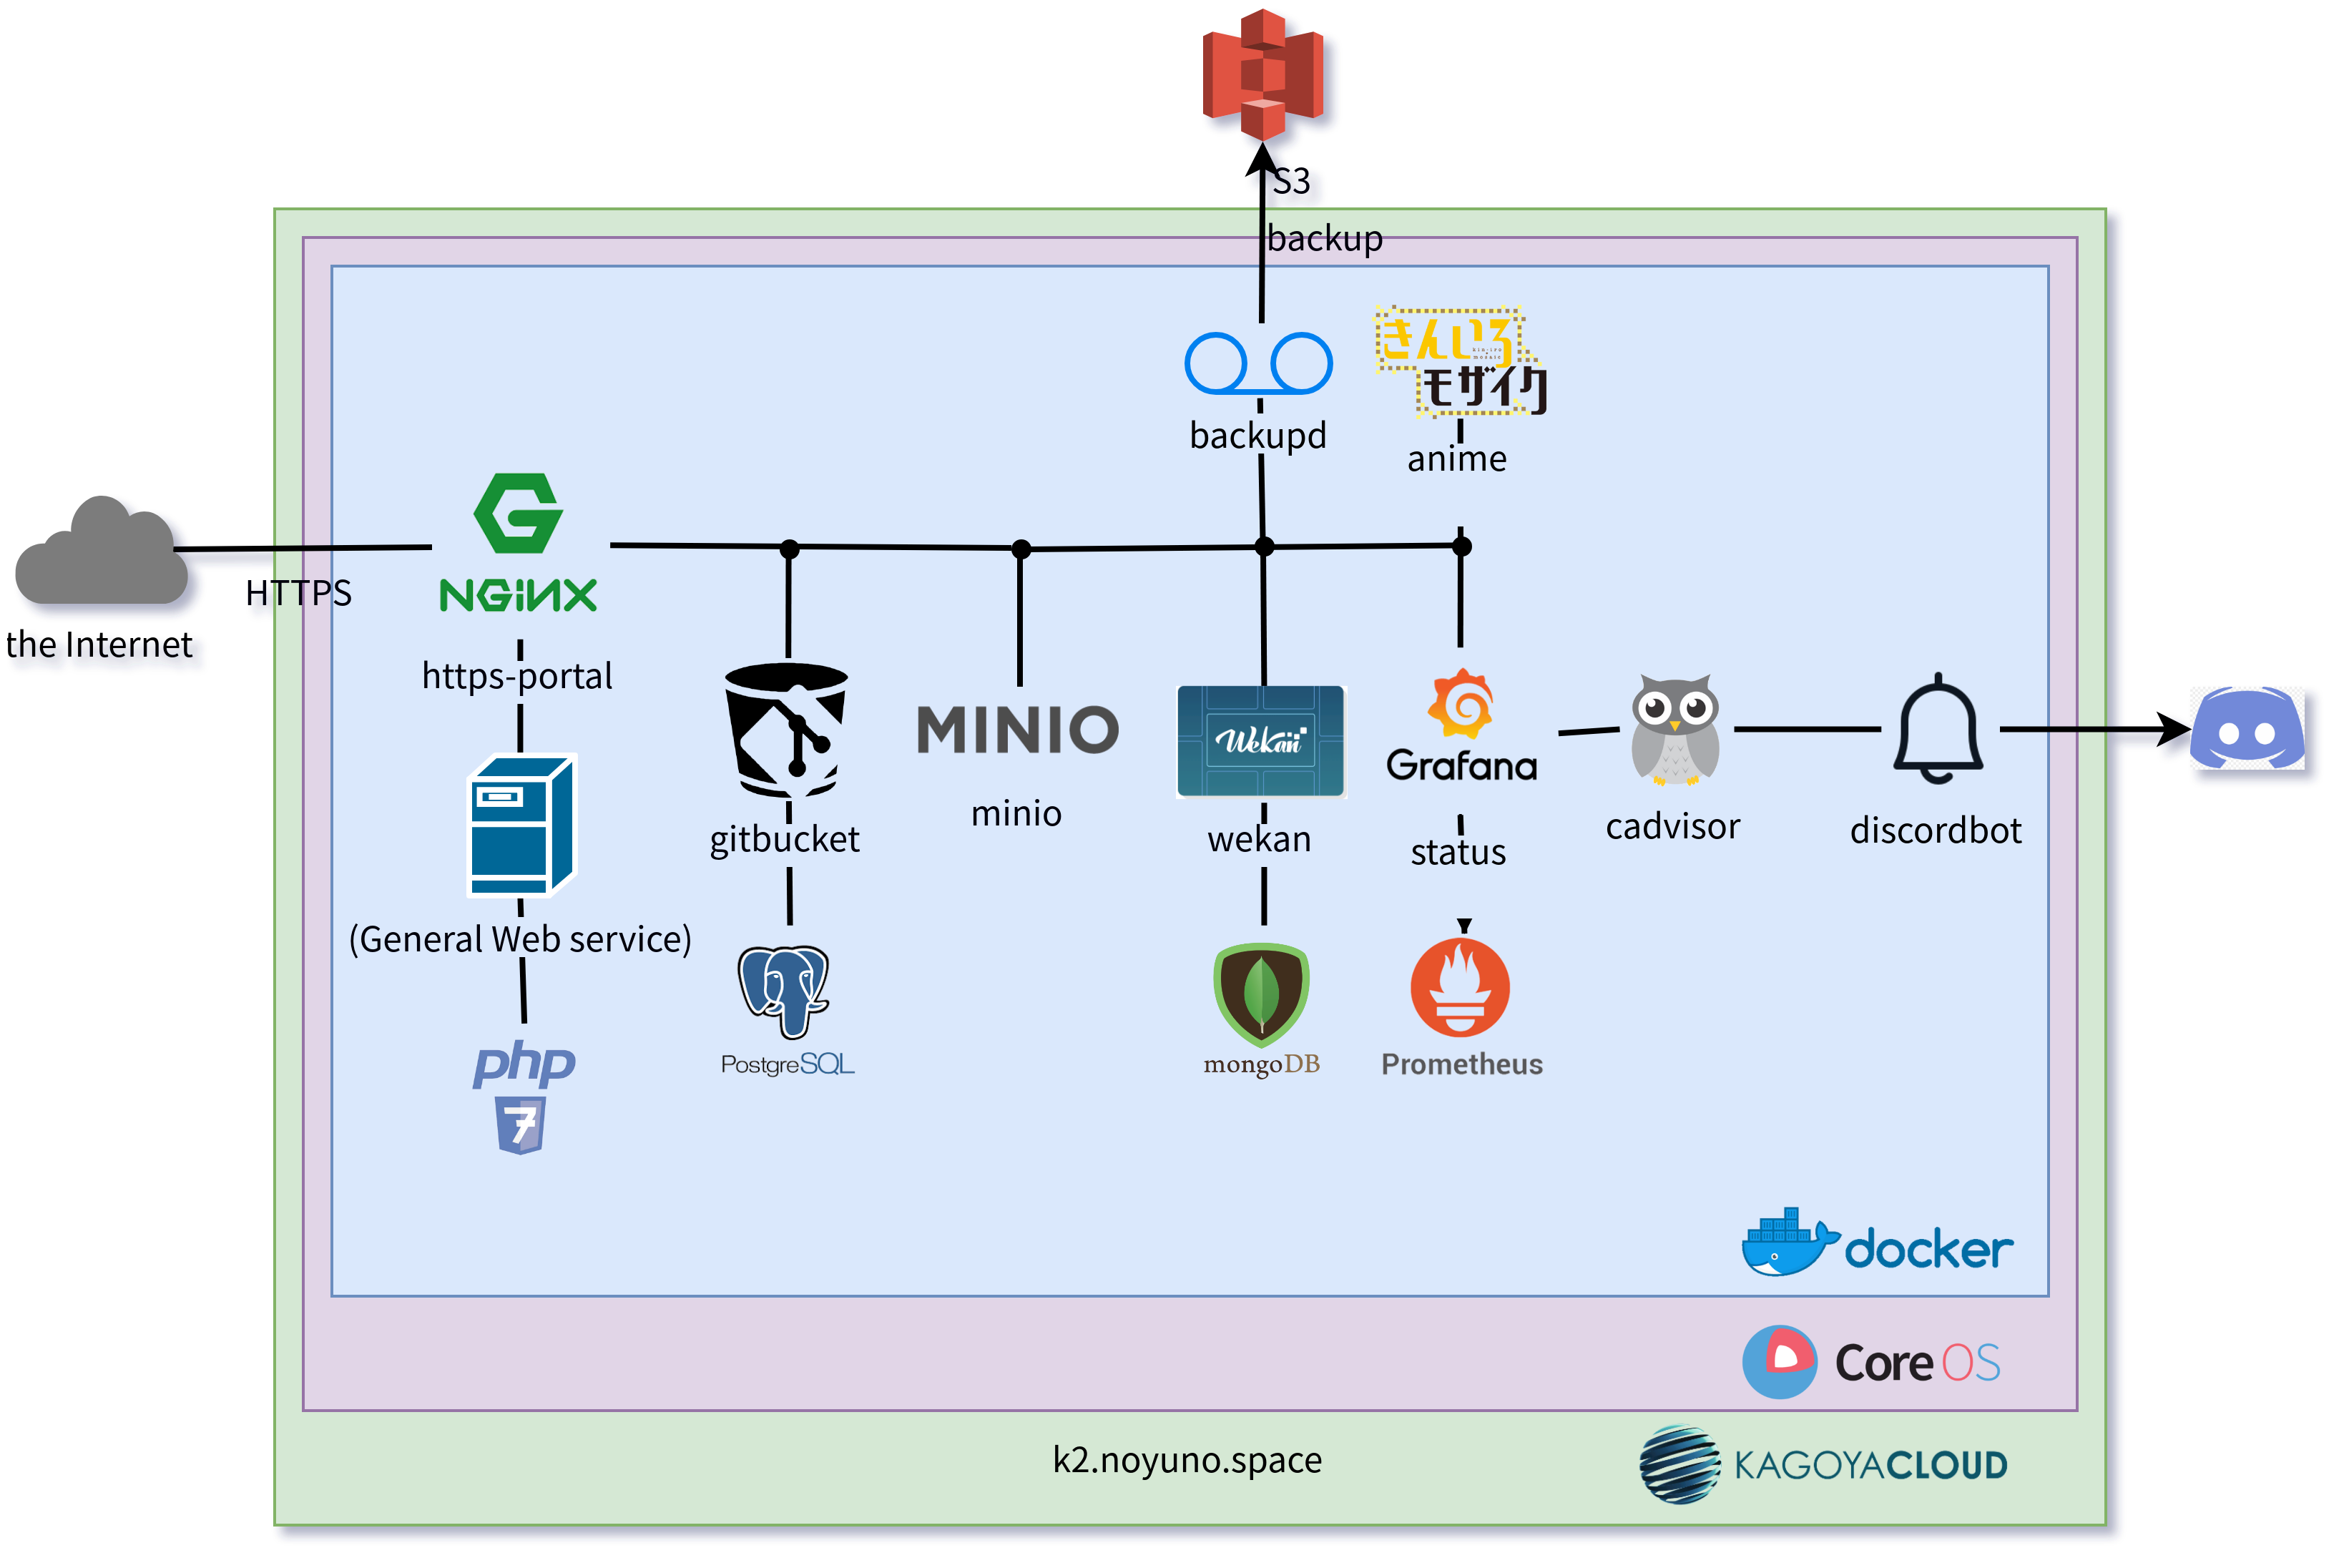 S3
backup
きんいろ
モザイク
backupd
anime
HTTPS
the Internet
NGiNX
https-portal
(General Web service)
php
7
gitbucket
PostgreSQL
MINIO
minio
WeKan
wekan
mongoDB
Grafana
status
Prometheus
cadvisor
discordbot
docker
Core OS
k2.noyuno.space
KAGOYACLOUD